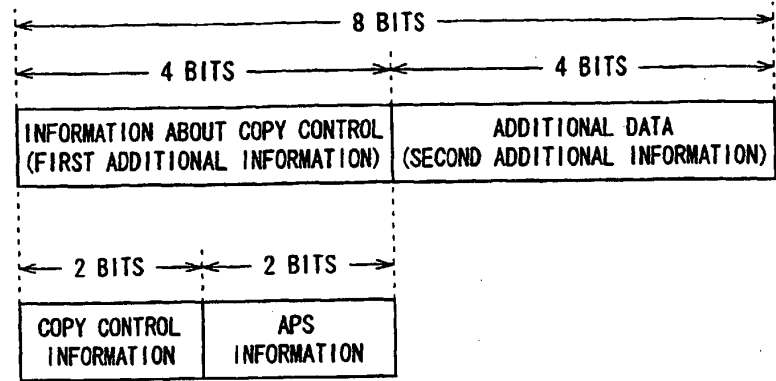 8 BITS
4 BITS 4 BITS
INFORMATION ABOUT COPY CONTROL
(FIRST ADDITIONAL INFORMATION)
ADDITIONAL DATA
(SECOND ADDITIONAL INFORMATION)
2 BITS 2 BITS
COPY CONTROL
INFORMATION
APS
INFORMATION